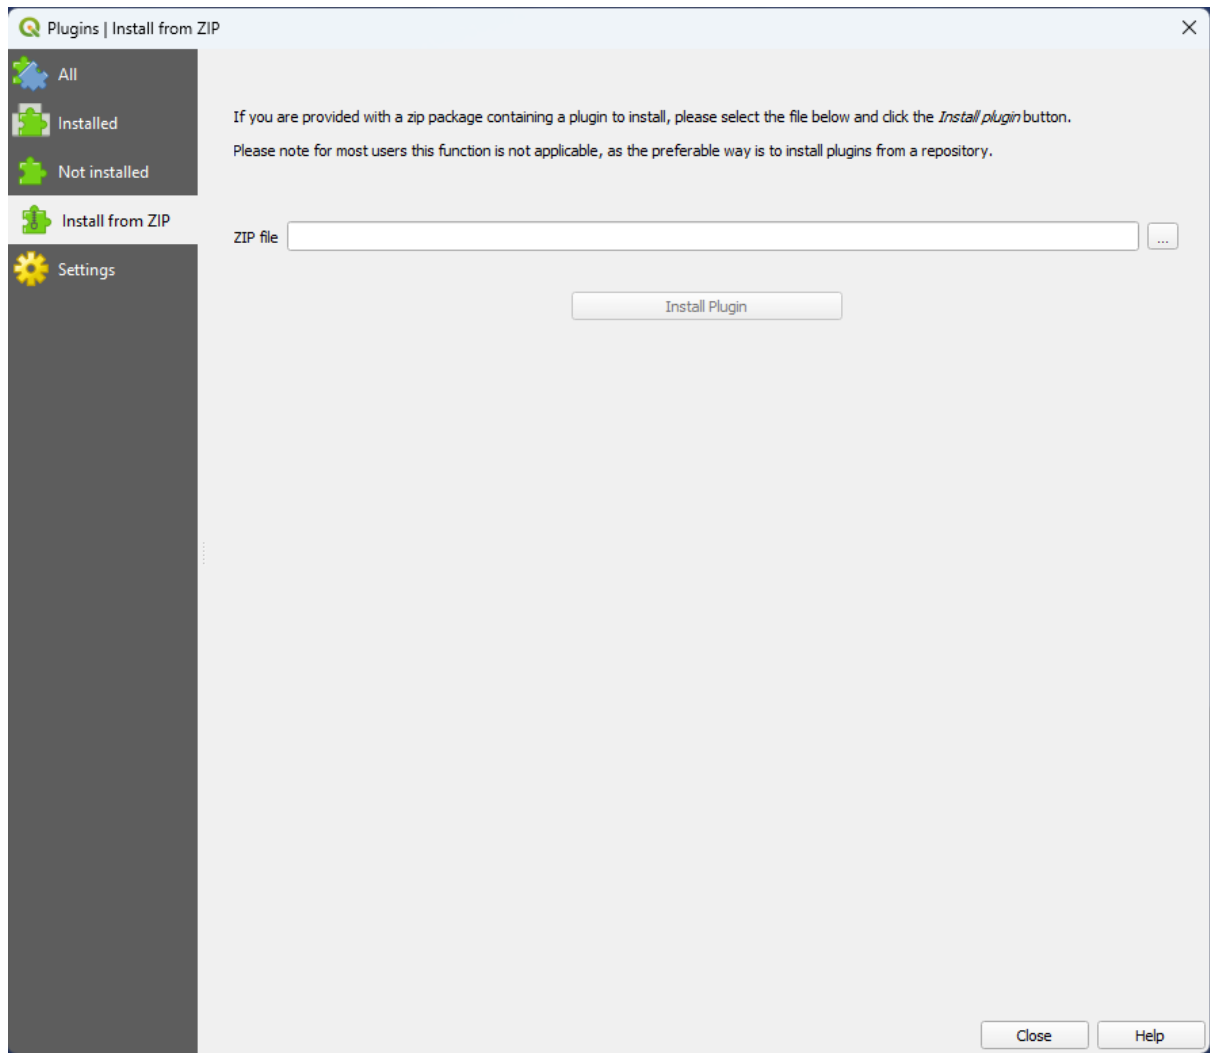 Plugins | Install from ZIP
All
Installed
Not installed
Install from ZIP
Settings
If you are provided with a zip package containing a plugin to install, please select the file below and click the Install plugin button.
Please note for most users this function is not applicable, as the preferable way is to install plugins from a repository.
ZIP file
...
Install Plugin
Close
Help